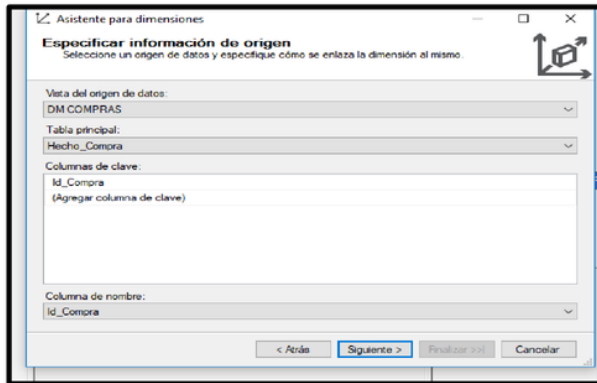 Asistente para dimensiones
Especificar información de origen
Seleccione un origen de datos y especifique cómo se enlaza la dimensión al mismo.
Vista del origen de datos:
DM COMPRAS
Tabla principal:
Hecho_Compra
Columnas de clave:
Id_Compra
(Agregar columna de clave)
Columna de nombre:
Id_Compra
< Atrás Siguiente > Finalizar >>| Cancelar